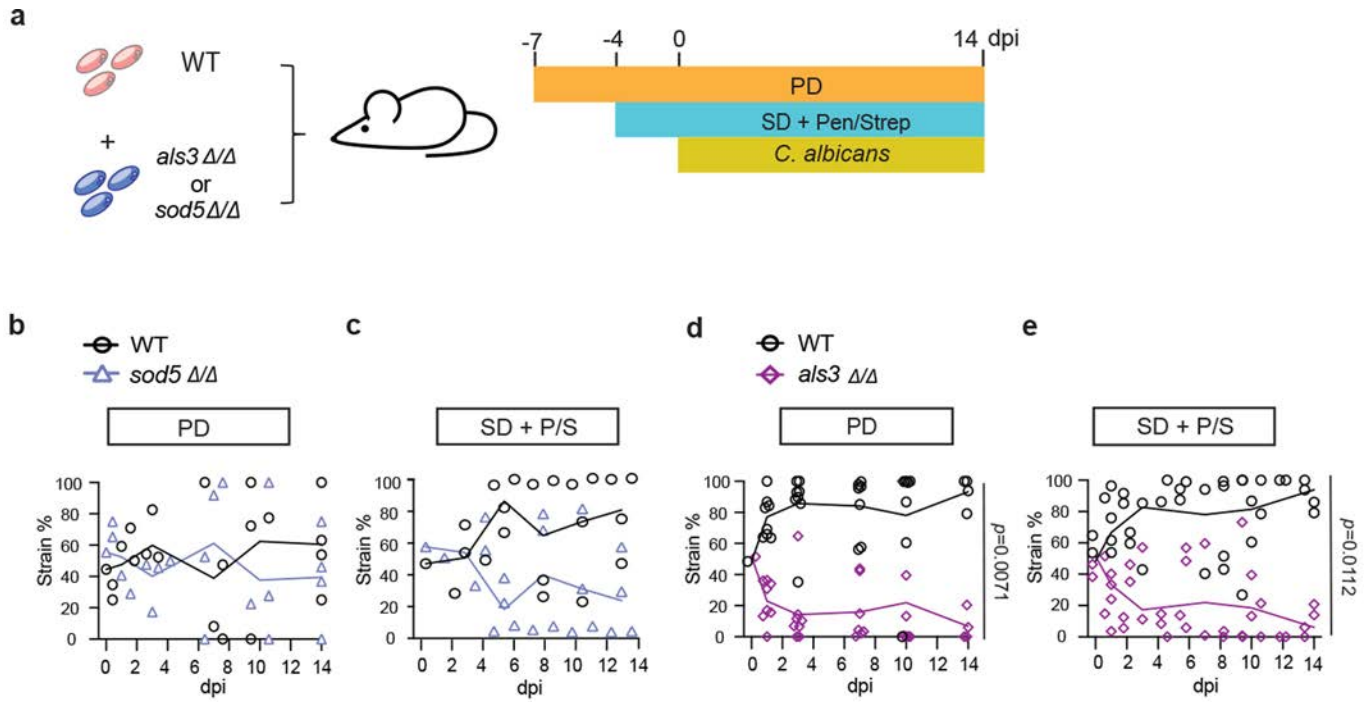 a
WT
+
als3 Δ/Δ
or
sod5 Δ/Δ
-7 -4 0 14 dpi
PD
SD + Pen/Strep
C. albicans
b
WT
sod5 Δ/Δ
PD
Strain %
100
80
60
40
20
0
0 2 4 6 8 10 12 14
dpi
c
SD + P/S
100
80
60
40
20
0
0 2 4 6 8 10 12 14
dpi
d
WT
als3 Δ/Δ
PD
Strain %
100
80
60
40
20
0
0 2 4 6 8 10 12 14
dpi
p=0.0071
e
SD + P/S
Strain %
100
80
60
40
20
0
0 2 4 6 8 10 12 14
dpi
p=0.0112